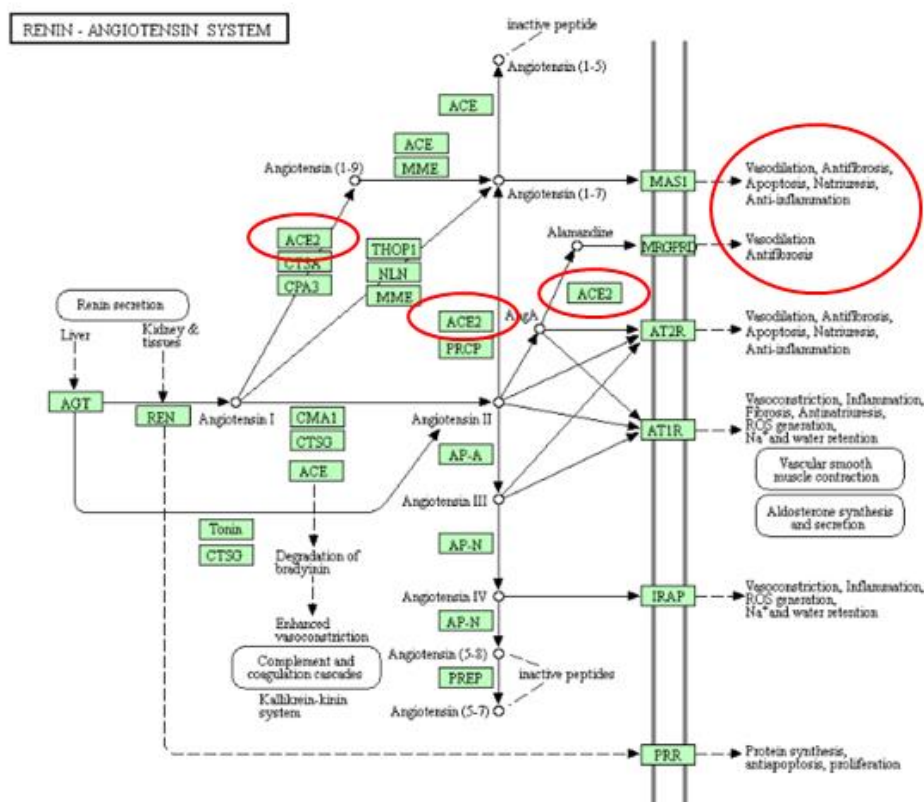 RENIN - ANGIOTENSIN SYSTEM
inactive peptide
Angiotensin (1-5)
ACE
ACE
MME
Angiotensin (1-9)
Angiotensin (1-7)
MAS1
Vasodilation, Antifibrosis,
Apoptosis, Natriuresis,
Anti-inflammation
ACE2
CTSA
CPA3
THOP1
NLN
MME
Alamandine
MRGPRD
Vasodilation
Antifibrosis
ACE2
ACE2
PRCP
AngA
AT2R
Vasodilation, Antifibrosis,
Apoptosis, Natriuresis,
Anti-inflammation
Renin secretion
Liver
Kidney &
tissues
AGT
REN
Angiotensin I
CMA1
CTSG
ACE
Angiotensin II
AT1R
Vasoconstriction, Inflammation,
Fibrosis, Antinatriuresis,
ROS generation,
Na+ and water retention
Vascular smooth
muscle contraction
Aldosterone synthesis
and secretion
AP-A
Angiotensin III
Tonin
CTSG
Degradation of
bradyinin
AP-N
Angiotensin IV
IRAP
Vasoconstriction, Inflammation,
ROS generation,
Na+ and water retention
Enhanced
vasoconstriction
AP-N
Complement and
coagulation cascades
Kallikrein-kinin
system
Angiotensin (5-8)
inactive peptides
PREP
Angiotensin (5-7)
PRR
Protein synthesis,
antiapoptosis, proliferation